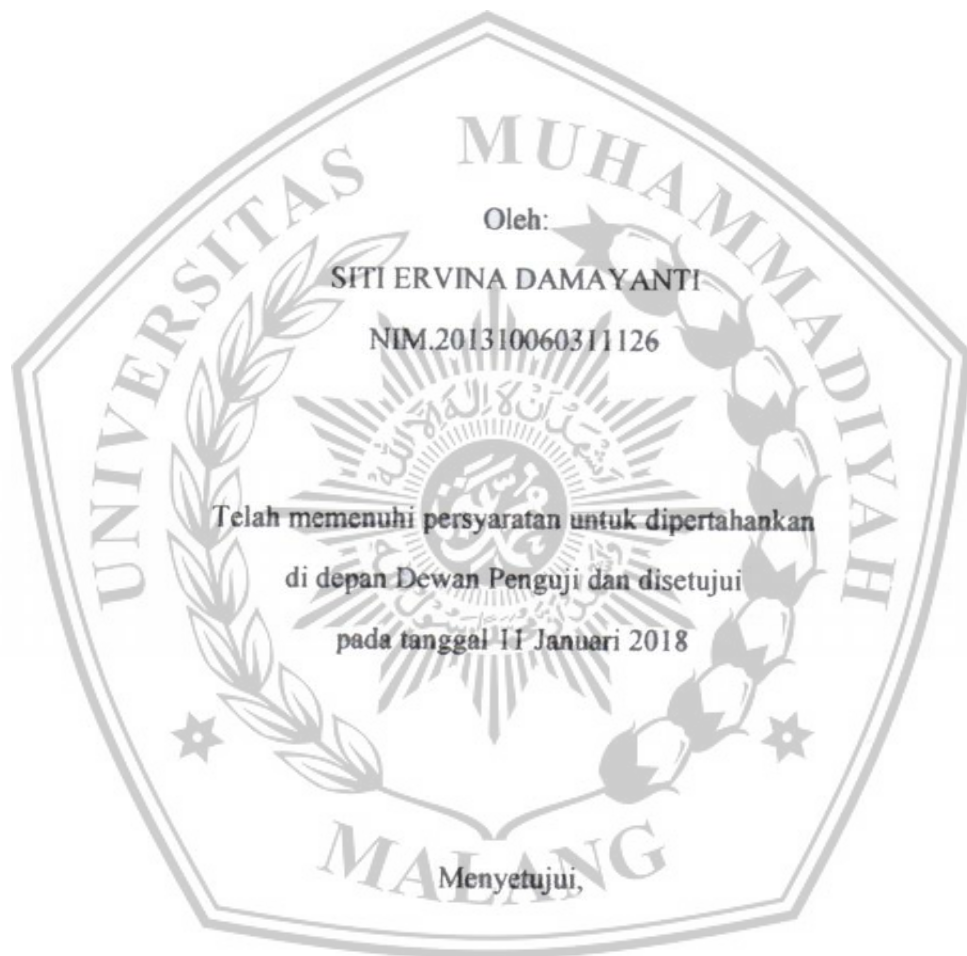 UNIVERSITAS MUHAMMADIYAH
Oleh:
SITI ERVINA DAMAYANTI
NIM.201310060311126
Telah memenuhi persyaratan untuk dipertahankan
di depan Dewan Penguji dan disetujui
pada tanggal 11 Januari 2018
MALANG
Menyetujui,